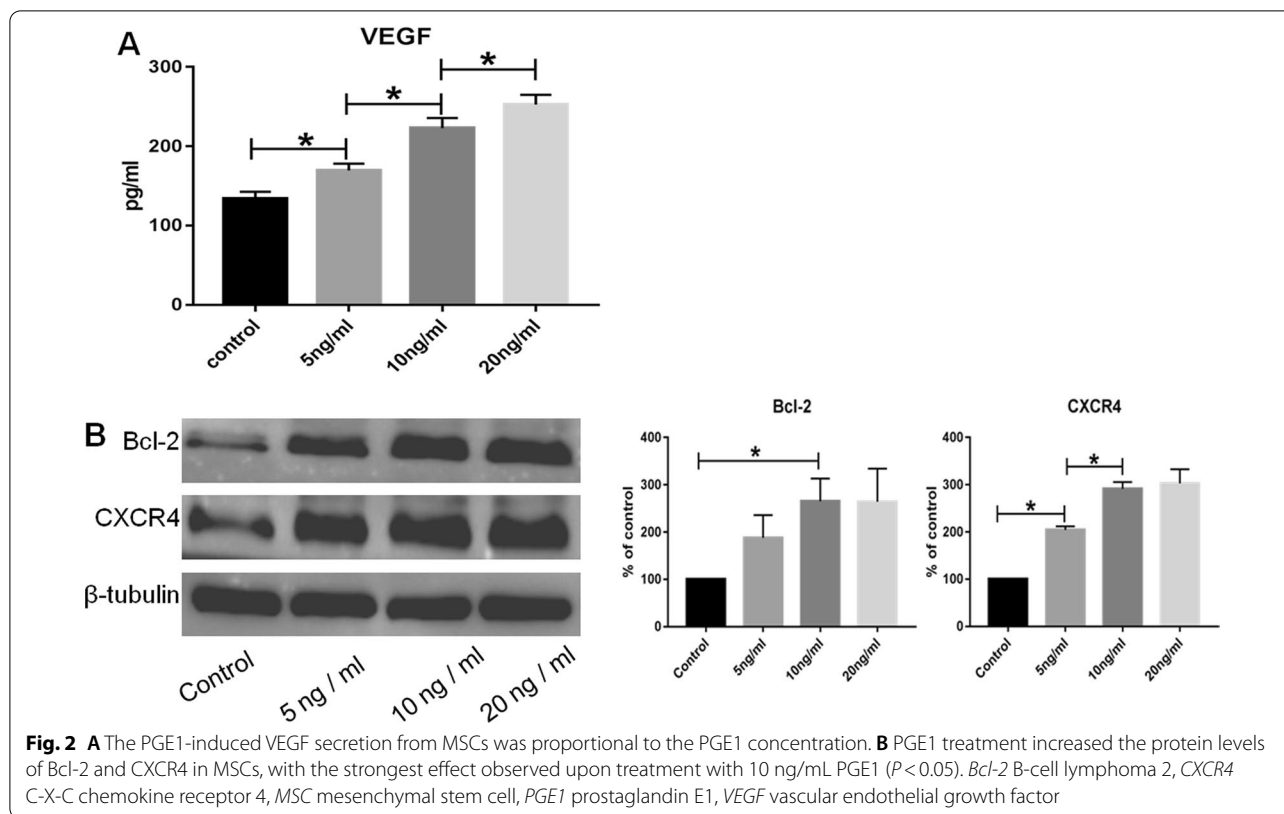 A
VEGF
300
200
100
0
pg/ml
*
*
*
control
5ng/ml
10ng/ml
20ng/ml
B
Bcl-2
CXCR4
β-tubulin
Control
5 ng / ml
10 ng / ml
20 ng / ml
Bcl-2
400
300
200
100
0
% of control
*
Control
5ng/ml
10ng/ml
20ng/ml
CXCR4
400
300
200
100
0
% of control
*
*
Control
5ng/ml
10ng/ml
20ng/ml
Fig. 2 A The PGE1-induced VEGF secretion from MSCs was proportional to the PGE1 concentration. B PGE1 treatment increased the protein levels
of Bcl-2 and CXCR4 in MSCs, with the strongest effect observed upon treatment with 10 ng/mL PGE1 (P < 0.05). Bcl-2 B-cell lymphoma 2, CXCR4
C-X-C chemokine receptor 4, MSC mesenchymal stem cell, PGE1 prostaglandin E1, VEGF vascular endothelial growth factor